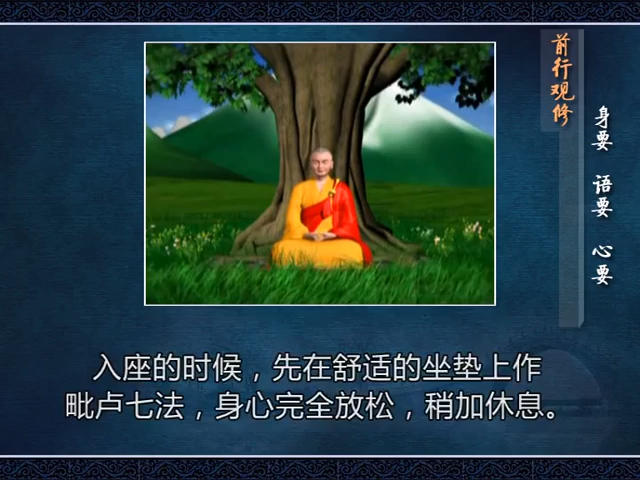 前行观修
身要 语要 心要
入座的时候，先在舒适的坐垫上作
毗卢七法，身心完全放松，稍加休息。